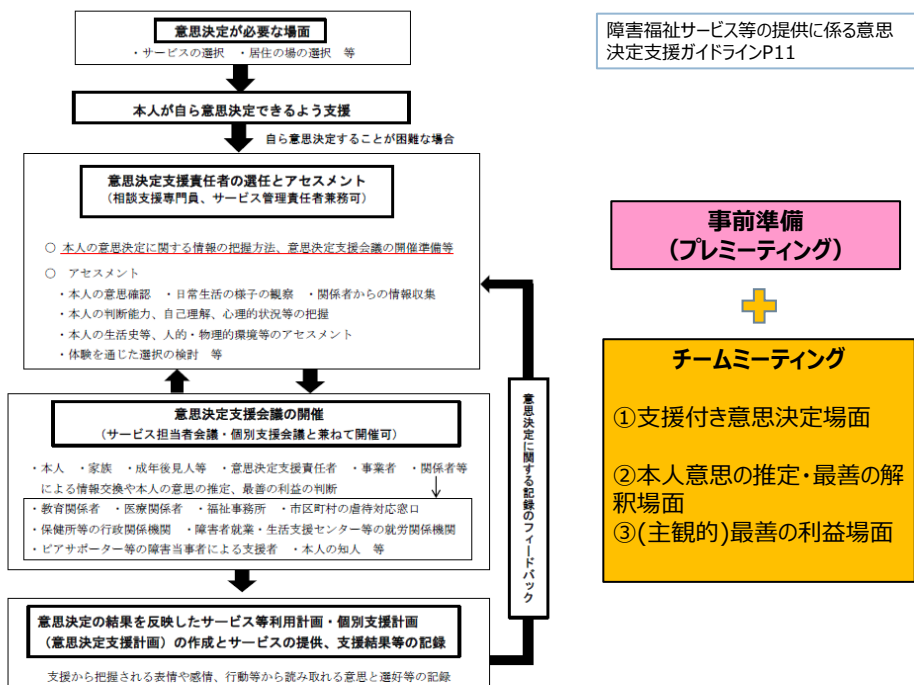 意思決定が必要な場面
・サービスの選択　・居住の場の選択　等
本人が自ら意思決定できるよう支援
自ら意思決定することが困難な場合
意思決定支援責任者の選任とアセスメント
（相談支援専門員、サービス管理責任者兼務可）
○ 本人の意思決定に関する情報の把握方法、意思決定支援会議の開催準備等
○ アセスメント
・本人の意思確認　・日常生活の様子の観察　・関係者からの情報収集
・本人の判断能力、自己理解、心理的状況等の把握
・本人の生活史等、人的・物理的環境等のアセスメント
・体験を通じた選択の検討　等
意思決定支援会議の開催
（サービス担当者会議・個別支援会議と兼ねて開催可）
・本人　・家族　・成年後見人等　・意思決定支援責任者　・事業者　・関係者等
による情報交換や本人の意思の推定、最善の利益の判断
・教育関係者　・医療関係者　・福祉事務所　・市区町村の虐待対応窓口
・保健所等の行政関係機関　・障害者就業・生活支援センター等の就労関係機関
・ピアサポーター等の障害当事者による支援者　・本人の知人　等
意思決定の結果を反映したサービス等利用計画・個別支援計画
（意思決定支援計画）の作成とサービスの提供、支援結果等の記録
支援から把握される表情や感情、行動等から読み取れる意思と選好等の記録
意思決定に関する記録のフィードバック
障害福祉サービス等の提供に係る意思
決定支援ガイドラインP11
事前準備
（プレミーティング）
チームミーティング
①支援付き意思決定場面
②本人意思の推定・最善の解
釈場面
③(主観的)最善の利益場面